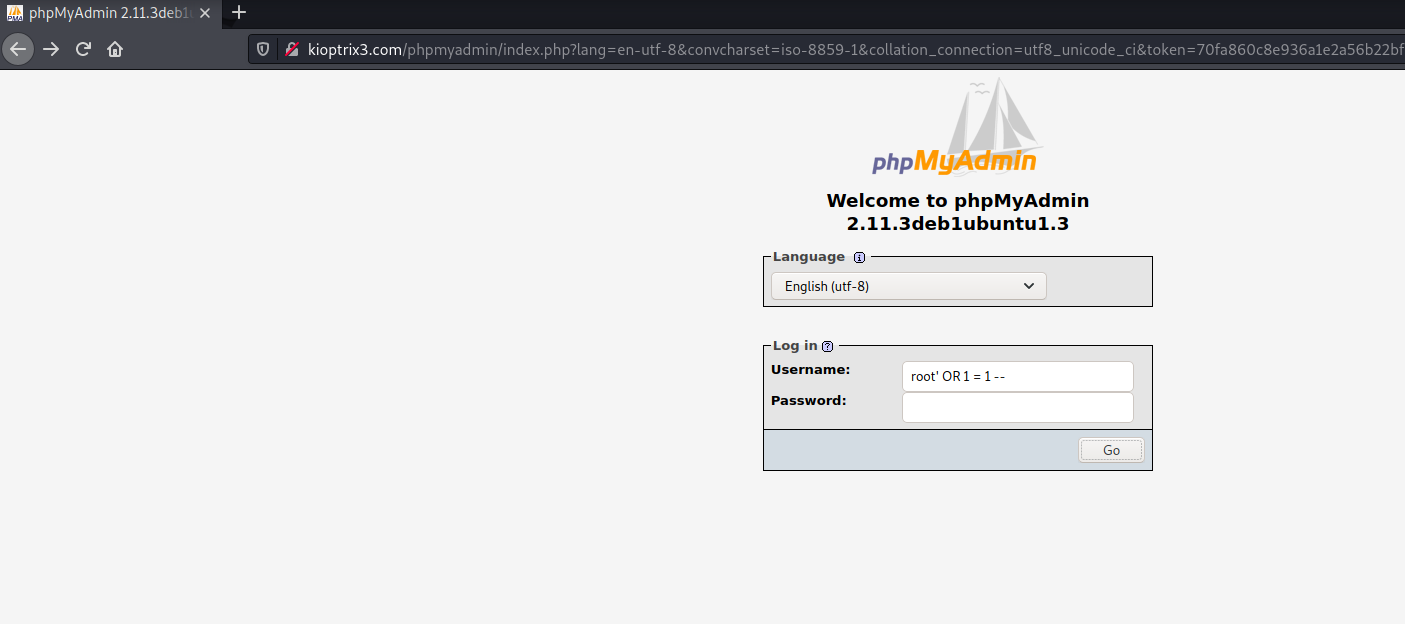 phpMyAdmin 2.11.3deb1u
kioptrix3.com/phpmyadmin/index.php?lang=en-utf-8&convcharset=iso-8859-1&collation_connection=utf8_unicode_ci&token=70fa860c8e936a1e2a56b22bf
phpMyAdmin
Welcome to phpMyAdmin
2.11.3deb1ubuntu1.3
Language
English (utf-8)
Log in
Username: root' OR 1 = 1 --
Password:
Go